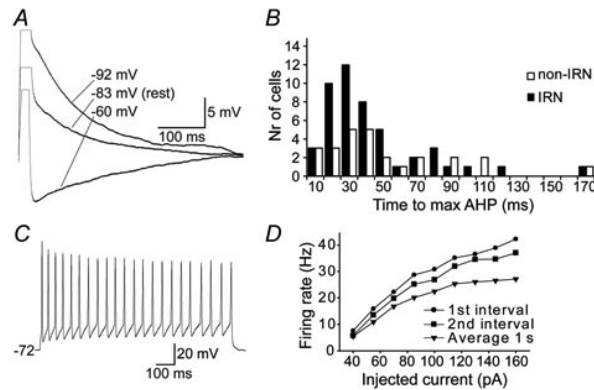 A
-92 mV
-83 mV (rest)
-60 mV
5 mV
100 ms
B
Nr of cells
14
12
10
8
6
4
2
0
non-IRN
IRN
10 30 50 70 90 110 130 150 170
Time to max AHP (ms)
C
-72
20 mV
100 ms
D
Firing rate (Hz)
40
30
20
10
0
1st interval
2nd interval
Average 1 s
40 60 80 100 120 140 160
Injected current (pA)